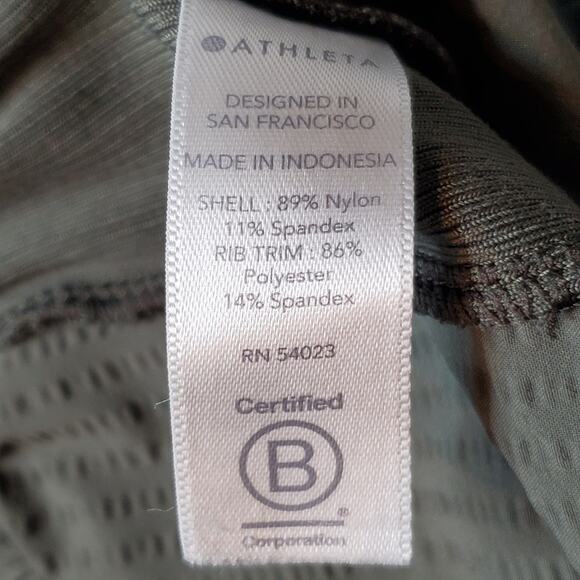 ATHLETA
DESIGNED IN
SAN FRANCISCO
MADE IN INDONESIA
SHELL : 89% Nylon
11% Spandex
RIB TRIM : 86%
Polyester
14% Spandex
RN 54023
Certified
B
®
Corporation